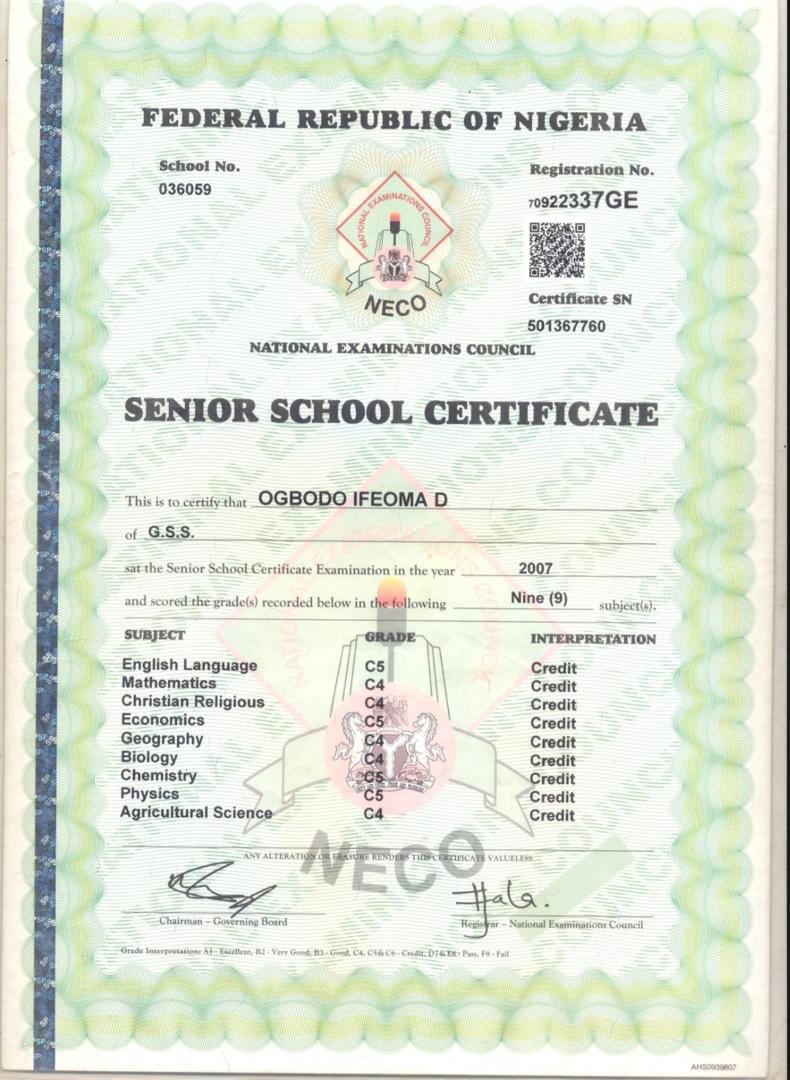 FEDERAL REPUBLIC OF NIGERIA
School No.
036059
Registration No.
70922337GE
NATIONAL EXAMINATIONS COUNCIL
NECO
Certificate SN
501367760
NATIONAL EXAMINATIONS COUNCIL
SENIOR SCHOOL CERTIFICATE
This is to certify that OGBODO IFEOMA D
of G.S.S.
sat the Senior School Certificate Examination in the year 2007
and scored the grade(s) recorded below in the following Nine (9) subject(s).
SUBJECT GRADE INTERPRETATION
English Language C5 Credit
Mathematics C4 Credit
Christian Religious C4 Credit
Economics C5 Credit
Geography C4 Credit
Biology C4 Credit
Chemistry C5 Credit
Physics C5 Credit
Agricultural Science C4 Credit
NECO
ANY ALTERATION OR ERASURE RENDERS THIS CERTIFICATE VALUELESS
Chairman – Governing Board
Registrar – National Examinations Council
Grade Interpretation: A1 - Excellent, B2 - Very Good, B3 - Good, C4, C5 & C6 - Credit, D7 & E8 - Pass, F9 - Fail
AHS0939807